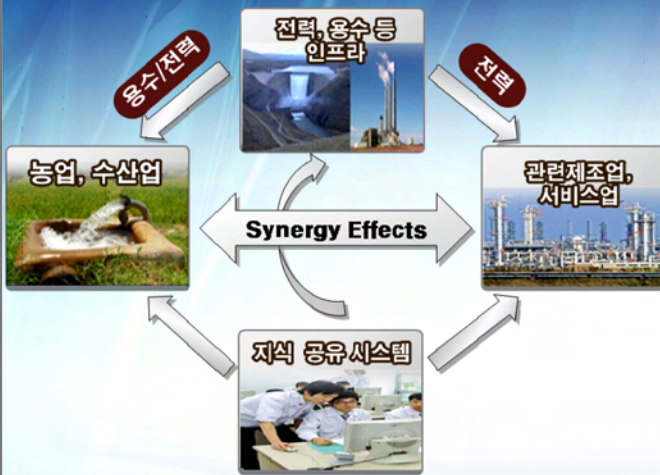 전력, 용수 등
인프라
용수/전력
전력
농업, 수산업
관련제조업,
서비스업
Synergy Effects
지식 공유 시스템